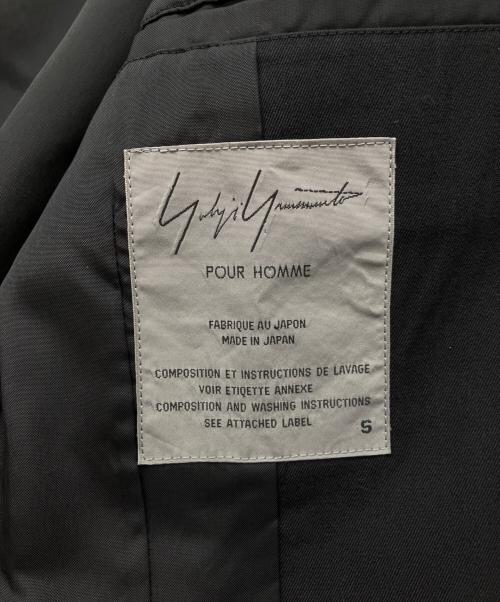 Yohji Yamamoto
POUR HOMME
FABRIQUE AU JAPON
MADE IN JAPAN
COMPOSITION ET INSTRUCTIONS DE LAVAGE
VOIR ETIQETTE ANNEXE
COMPOSITION AND WASHING INSTRUCTIONS
SEE ATTACHED LABEL
S